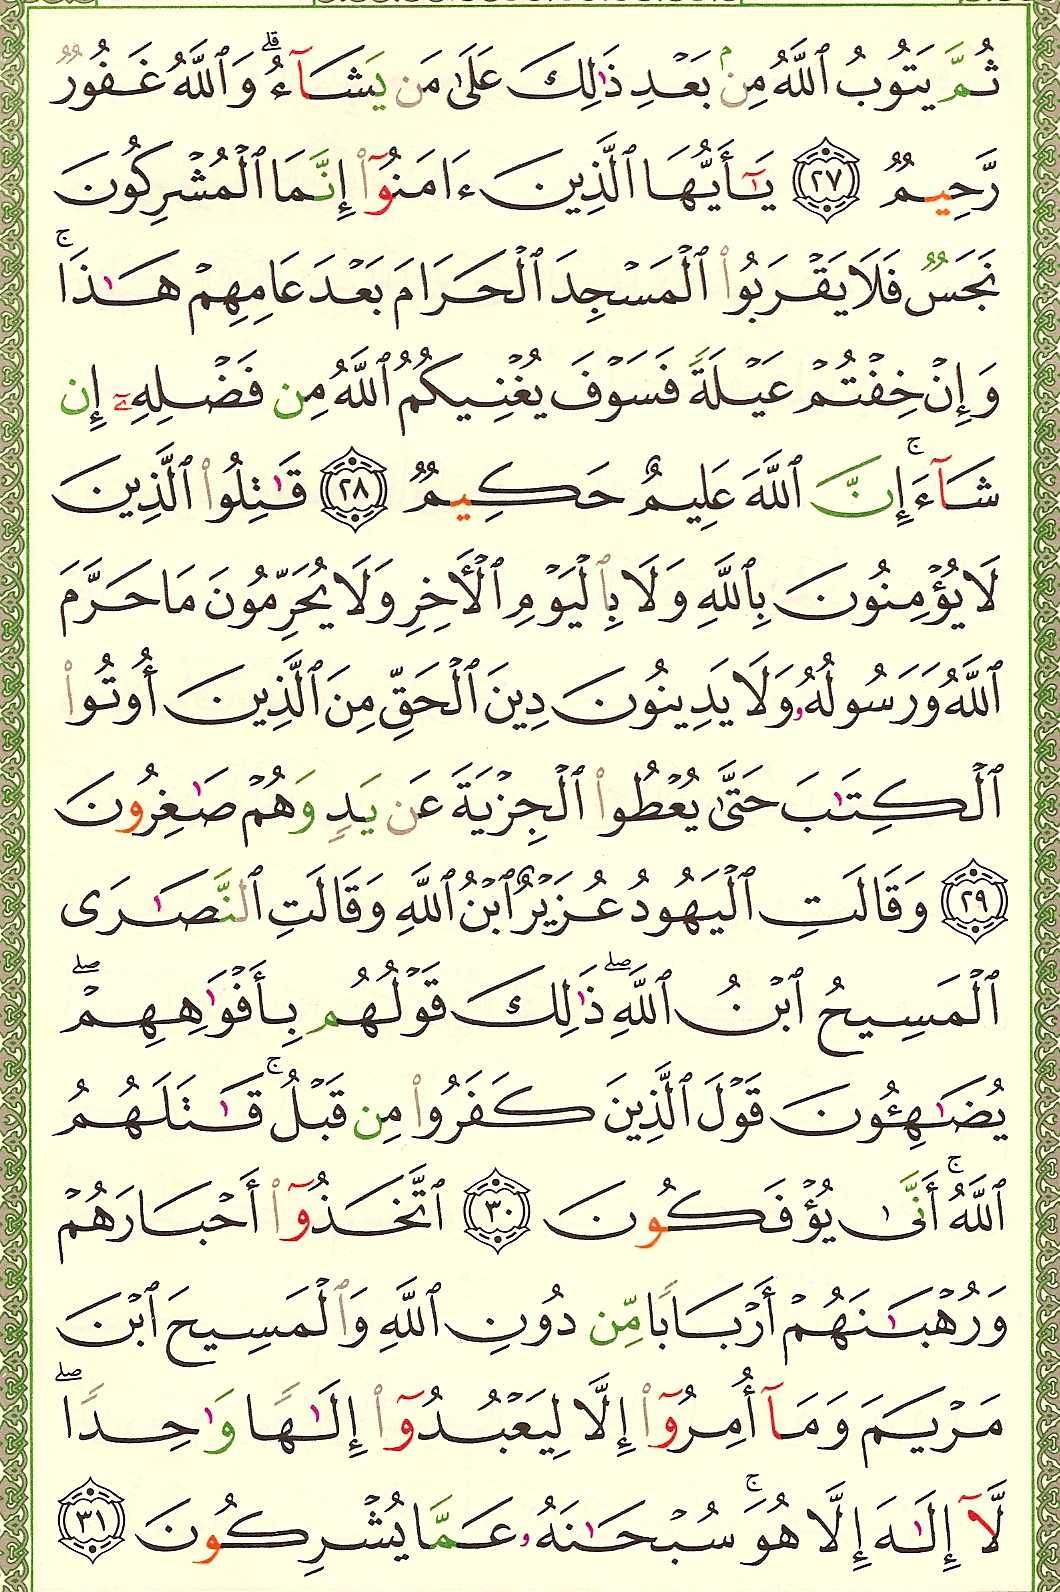 ثُمَّ يَتُوبُ ٱللَّهُ مِنۢ بَعْدِ ذَٰلِكَ عَلَىٰ مَن يَشَآءُ ۗ وَٱللَّهُ غَفُورٌ
رَّحِيمٌ ﴿٢٧﴾ يَـٰٓأَيُّهَا ٱلَّذِينَ ءَامَنُوٓا۟ إِنَّمَا ٱلْمُشْرِكُونَ
نَجَسٌ فَلَا يَقْرَبُوا۟ ٱلْمَسْجِدَ ٱلْحَرَامَ بَعْدَ عَامِهِمْ هَـٰذَا ۚ
وَإِنْ خِفْتُمْ عَيْلَةً فَسَوْفَ يُغْنِيكُمُ ٱللَّهُ مِن فَضْلِهِۦٓ إِن
شَآءَ ۚ إِنَّ ٱللَّهَ عَلِيمٌ حَكِيمٌ ﴿٢٨﴾ قَـٰتِلُوا۟ ٱلَّذِينَ
لَا يُؤْمِنُونَ بِٱللَّهِ وَلَا بِٱلْيَوْمِ ٱلْـَٔاخِرِ وَلَا يُحَرِّمُونَ مَا حَرَّمَ
ٱللَّهُ وَرَسُولُهُۥ وَلَا يَدِينُونَ دِينَ ٱلْحَقِّ مِنَ ٱلَّذِينَ أُوتُوا۟
ٱلْكِتَـٰبَ حَتَّىٰ يُعْطُوا۟ ٱلْجِزْيَةَ عَن يَدٍ وَهُمْ صَـٰغِرُونَ
﴿٢٩﴾ وَقَالَتِ ٱلْيَهُودُ عُزَيْرٌ ٱبْنُ ٱللَّهِ وَقَالَتِ ٱلنَّصَـٰرَى
ٱلْمَسِيحُ ٱبْنُ ٱللَّهِ ۖ ذَٰلِكَ قَوْلُهُم بِأَفْوَٰهِهِمْ ۖ
يُضَـٰهِـُٔونَ قَوْلَ ٱلَّذِينَ كَفَرُوا۟ مِن قَبْلُ ۚ قَـٰتَلَهُمُ
ٱللَّهُ ۚ أَنَّىٰ يُؤْفَكُونَ ﴿٣٠﴾ ٱتَّخَذُوٓا۟ أَحْبَارَهُمْ
وَرُهْبَـٰنَهُمْ أَرْبَابًا مِّن دُونِ ٱللَّهِ وَٱلْمَسِيحَ ٱبْنَ
مَرْيَمَ وَمَآ أُمِرُوٓا۟ إِلَّا لِيَعْبُدُوٓا۟ إِلَـٰهًا وَٰحِدًا ۖ
لَّآ إِلَـٰهَ إِلَّا هُوَ ۚ سُبْحَـٰنَهُۥ عَمَّا يُشْرِكُونَ ﴿٣١﴾